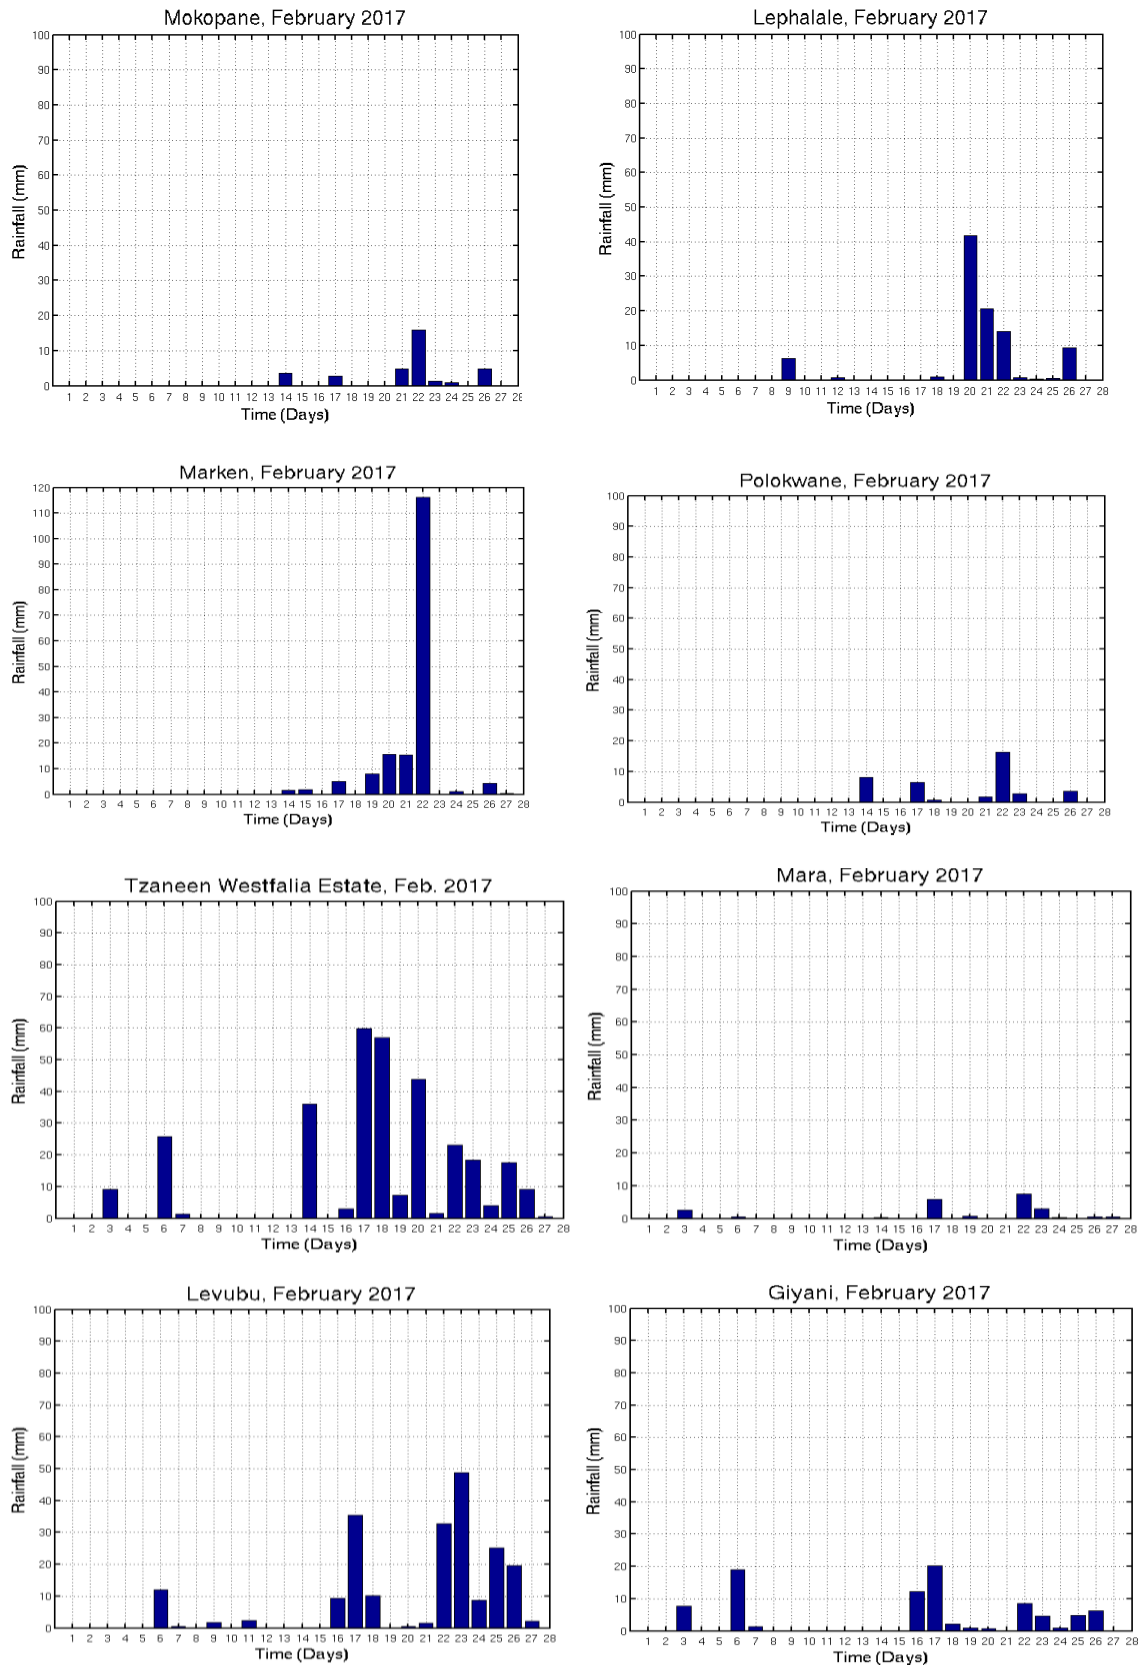 Mokopane, February 2017
100
90
80
70
60
50
40
30
20
10
0
Rainfall (mm)
1 2 3 4 5 6 7 8 9 10 11 12 13 14 16 17 18 19 20 21 22 23 24 25 26 27 28
Time (Days)
Lephalale, February 2017
100
90
80
70
60
50
40
30
20
10
0
Rainfall (mm)
1 2 3 4 5 6 7 8 9 10 11 12 13 14 15 16 17 18 19 20 21 22 23 24 25 26 27 28
Time (Days)
Marken, February 2017
120
110
100
90
80
70
60
50
40
30
20
10
0
Rainfall (mm)
1 2 3 4 5 6 7 8 9 10 11 12 13 14 15 16 17 19 20 21 22 23 24 25 26 27 28
Time (Days)
Polokwane, February 2017
100
90
80
70
60
50
40
30
20
10
0
Rainfall (mm)
1 2 3 4 5 6 7 8 9 10 11 12 13 14 15 16 17 18 19 20 21 22 23 24 25 26 27 28
Time (Days)
Tzaneen Westfalia Estate, Feb. 2017
100
90
80
70
60
50
40
30
20
10
0
Rainfall (mm)
1 2 3 4 5 6 7 8 9 10 11 12 13 14 15 16 17 18 19 20 21 22 23 24 25 26 27 28
Time (Days)
Mara, February 2017
100
90
80
70
60
50
40
30
20
10
0
Rainfall (mm)
1 2 3 4 5 6 7 8 9 10 11 12 13 14 15 16 17 18 19 20 21 22 23 24 25 26 27 28
Time (Days)
Levubu, February 2017
100
90
80
70
60
50
40
30
20
10
0
Rainfall (mm)
1 2 3 4 5 6 7 8 9 10 11 12 13 14 15 16 17 18 19 20 21 22 23 24 25 26 27 28
Time (Days)
Giyani, February 2017
100
90
80
70
60
50
40
30
20
10
0
Rainfall (mm)
1 2 3 4 5 6 7 8 9 10 11 12 13 14 15 16 17 18 19 20 21 22 23 24 25 26 27 28
Time (Days)